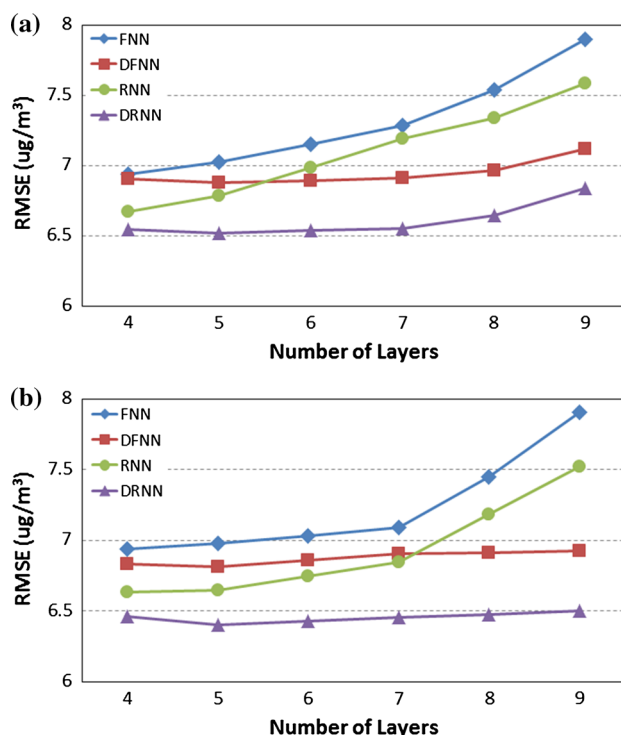 (a)
8
7.5
7
6.5
6
RMSE (ug/m³)
FNN
DFNN
RNN
DRNN
4 5 6 7 8 9
Number of Layers
(b)
8
7.5
7
6.5
6
RMSE (ug/m³)
FNN
DFNN
RNN
DRNN
4 5 6 7 8 9
Number of Layers